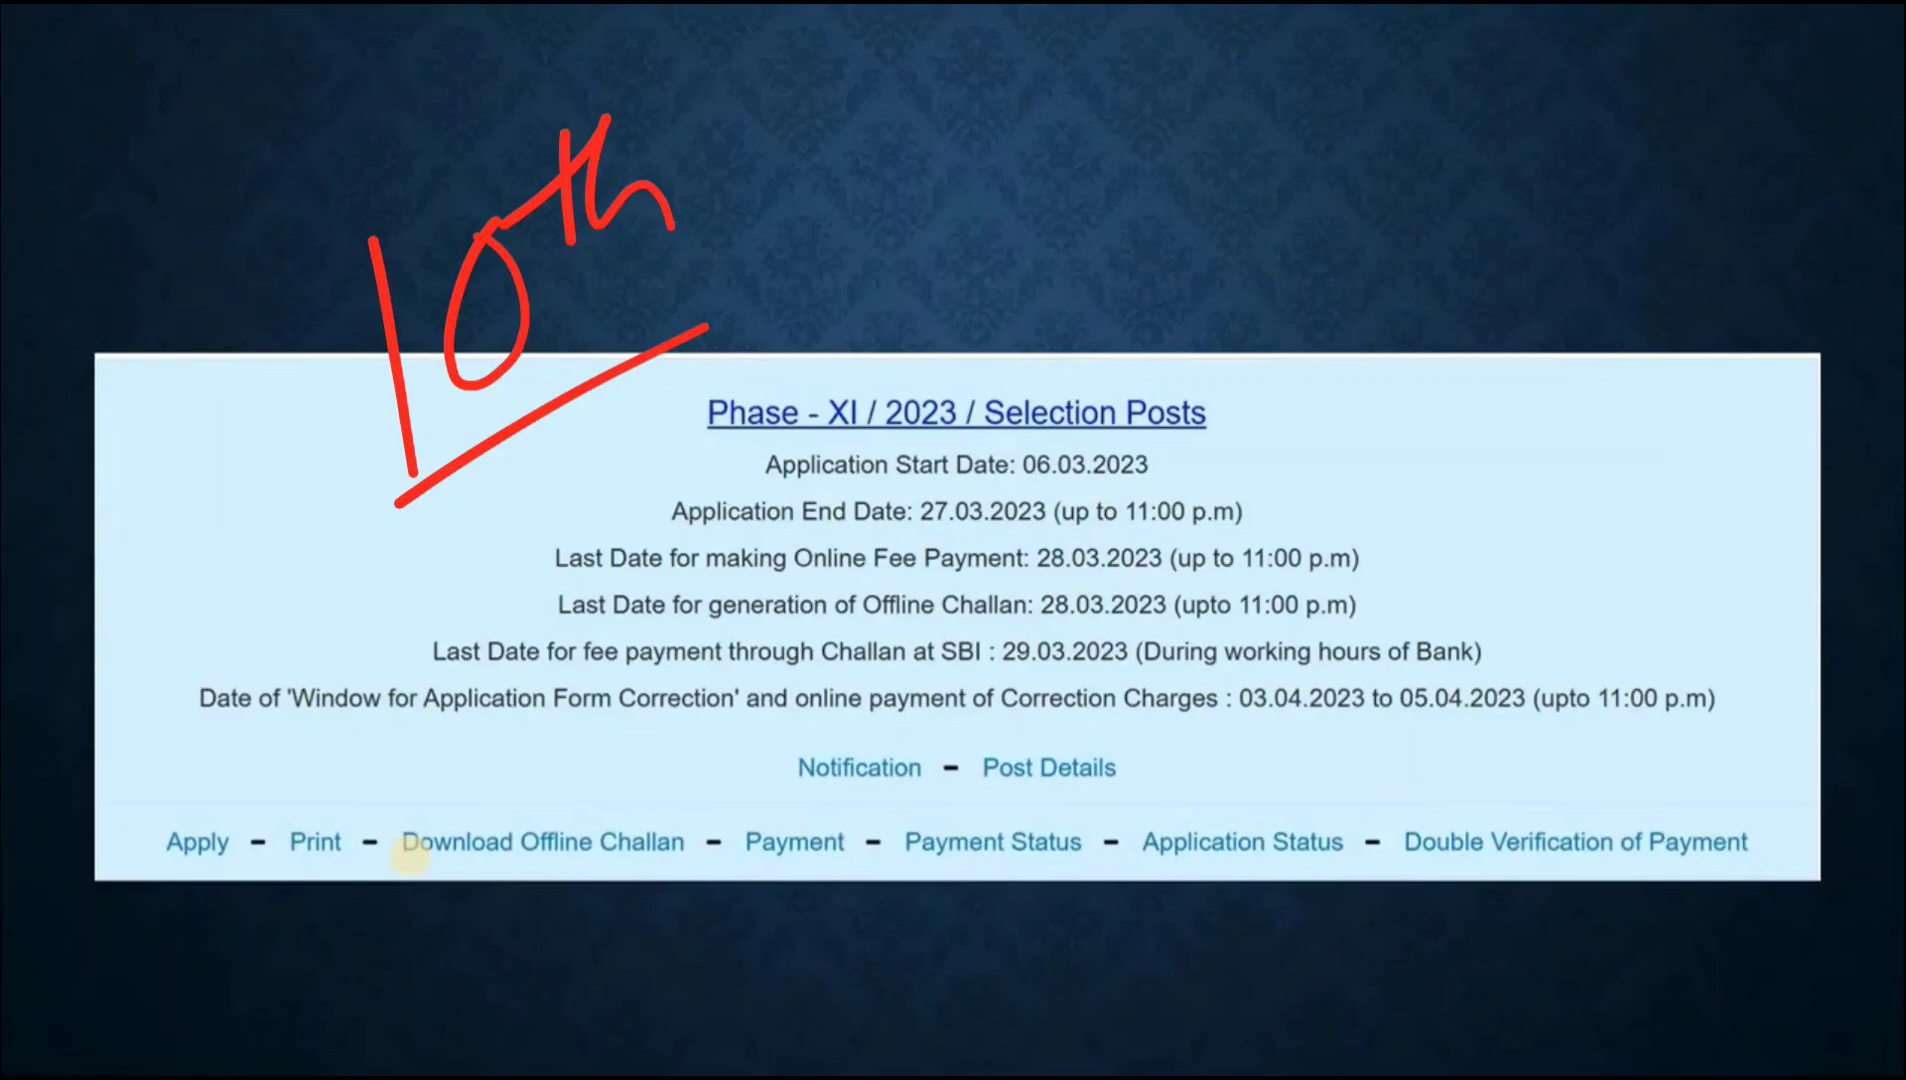 10th
Phase - XI / 2023 / Selection Posts
Application Start Date: 06.03.2023
Application End Date: 27.03.2023 (up to 11:00 p.m)
Last Date for making Online Fee Payment: 28.03.2023 (up to 11:00 p.m)
Last Date for generation of Offline Challan: 28.03.2023 (upto 11:00 p.m)
Last Date for fee payment through Challan at SBI : 29.03.2023 (During working hours of Bank)
Date of 'Window for Application Form Correction' and online payment of Correction Charges : 03.04.2023 to 05.04.2023 (upto 11:00 p.m)
Notification - Post Details
Apply - Print - Download Offline Challan - Payment - Payment Status - Application Status - Double Verification of Payment